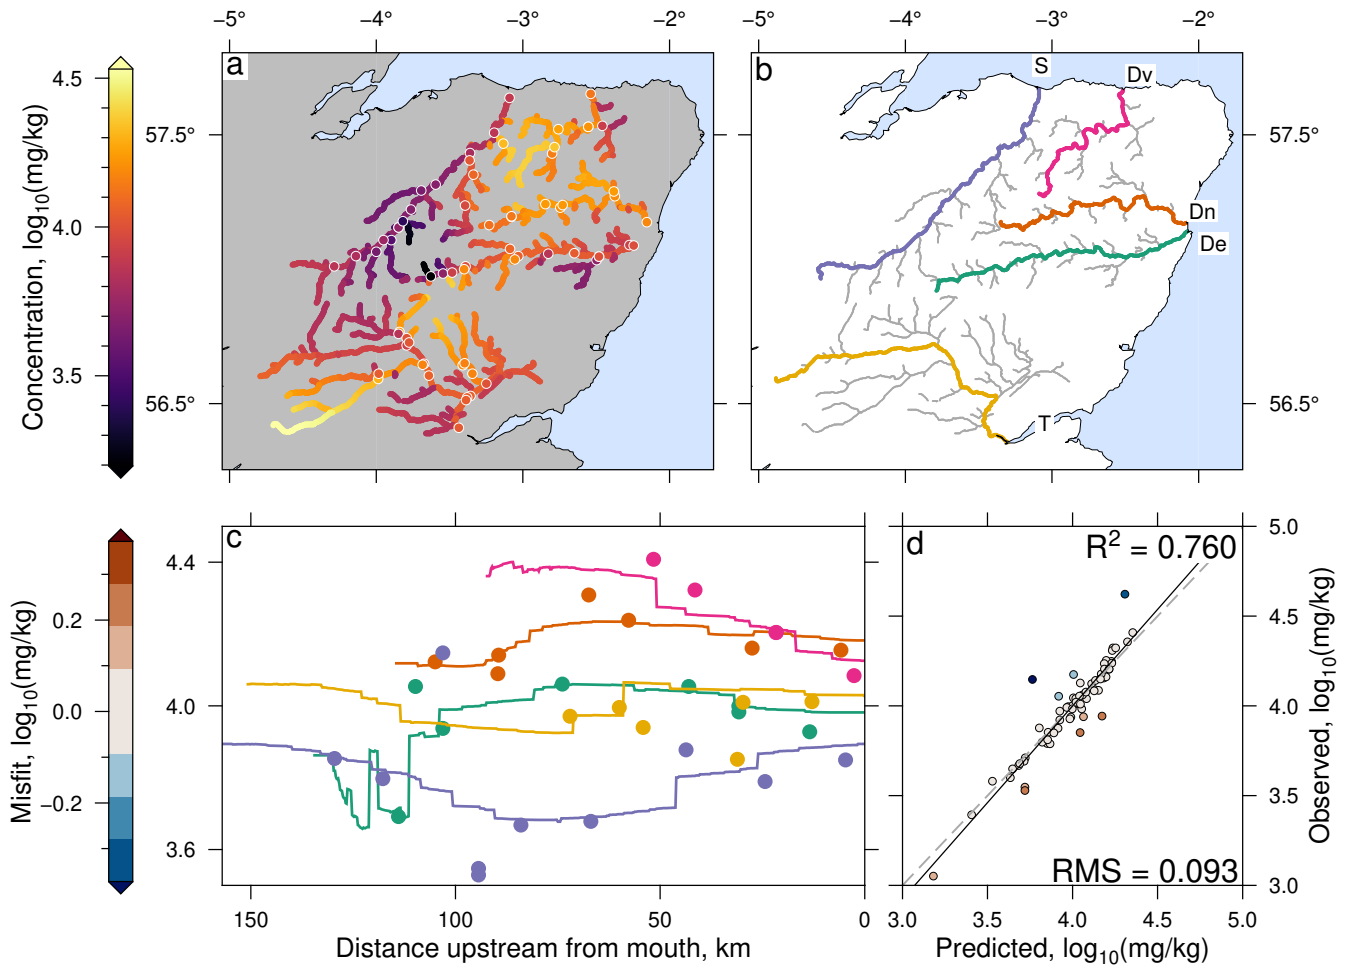 −5° −4° −3° −2° −5° −4° −3° −2°
a
b
S
Dv
Dn
De
T
4.5
4.0
3.5
Concentration, log10(mg/kg)
57.5°
56.5°
57.5°
56.5°
c
4.4
4.0
3.6
0.2
0.0
−0.2
Misfit, log10(mg/kg)
150 100 50 0
Distance upstream from mouth, km
d
R2 = 0.760
RMS = 0.093
5.0
4.5
4.0
3.5
3.0
Observed, log10(mg/kg)
3.0 3.5 4.0 4.5 5.0
Predicted, log10(mg/kg)